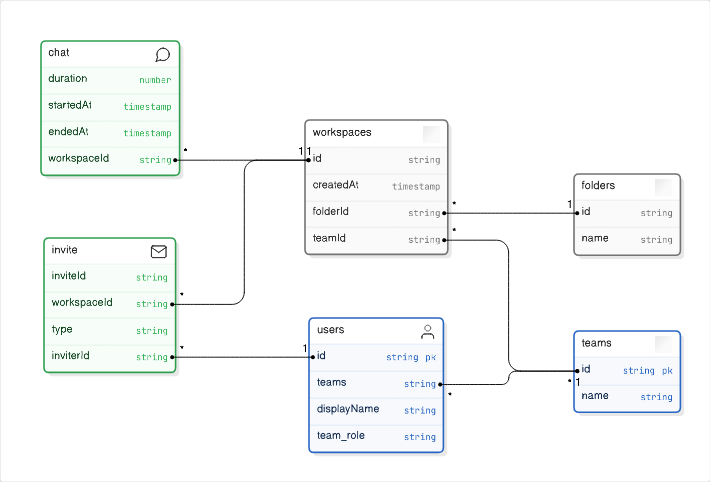 chat
duration number
startedAt timestamp
endedAt timestamp
workspaceId string
*
invite
inviteId string
workspaceId string
*
type string
inviterId string
*
workspaces
1 1
id string
createdAt timestamp
folderId string
*
teamId string
*
users
1
id string pk
teams string
*
displayName string
team_role string
folders
1
id string
name string
teams
id string pk
* 1
name string